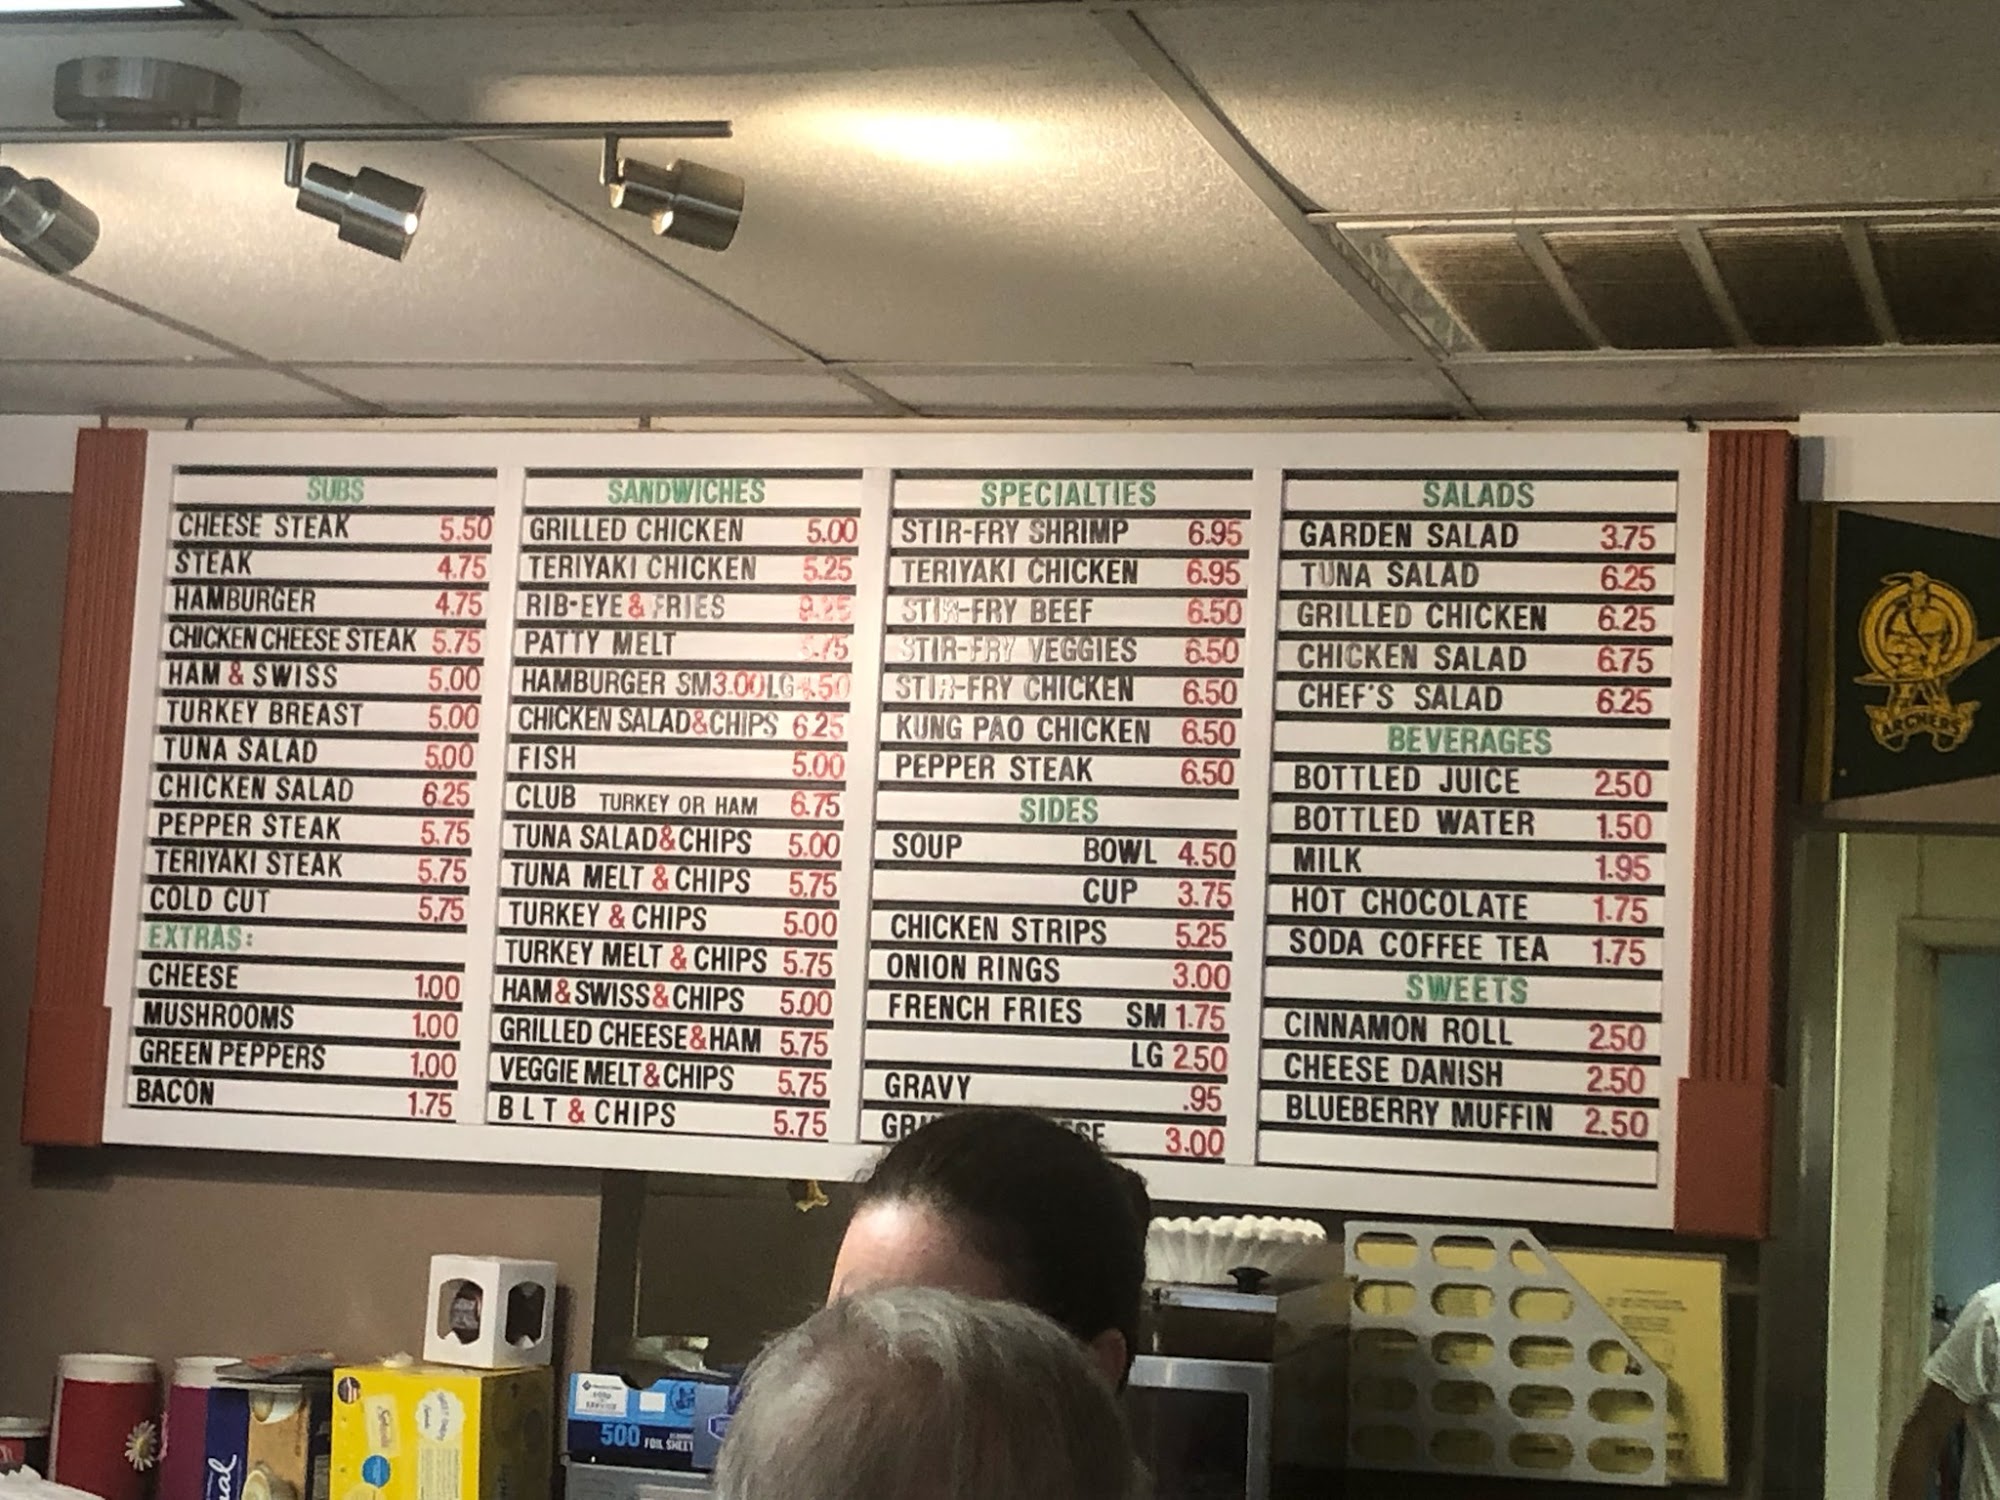 SUBS
CHEESE STEAK 5.50
STEAK 4.75
HAMBURGER 4.75
CHICKEN CHEESE STEAK 5.75
HAM & SWISS 5.00
TURKEY BREAST 5.00
TUNA SALAD 5.00
CHICKEN SALAD 6.25
PEPPER STEAK 5.75
TERIYAKI STEAK 5.75
COLD CUT 5.75
EXTRAS:
CHEESE 1.00
MUSHROOMS 1.00
GREEN PEPPERS 1.00
BACON 1.75
SANDWICHES
GRILLED CHICKEN 5.00
TERIYAKI CHICKEN 5.25
RIB-EYE & FRIES
PATTY MELT
HAMBURGER SM 3.00 LG
CHICKEN SALAD & CHIPS 6.25
FISH 5.00
CLUB TURKEY OR HAM 6.75
TUNA SALAD & CHIPS 5.00
TUNA MELT & CHIPS 5.75
TURKEY & CHIPS 5.00
TURKEY MELT & CHIPS 5.75
HAM & SWISS & CHIPS 5.00
GRILLED CHEESE & HAM 5.75
VEGGIE MELT & CHIPS 5.75
B L T & CHIPS 5.75
SPECIALTIES
STIR-FRY SHRIMP 6.95
TERIYAKI CHICKEN 6.95
STIR-FRY BEEF 6.50
STIR-FRY VEGGIES 6.50
STIR-FRY CHICKEN 6.50
KUNG PAO CHICKEN 6.50
PEPPER STEAK 6.50
SIDES
SOUP BOWL 4.50
CUP 3.75
CHICKEN STRIPS 5.25
ONION RINGS 3.00
FRENCH FRIES SM 1.75
LG 2.50
GRAVY .95
3.00
SALADS
GARDEN SALAD 3.75
TUNA SALAD 6.25
GRILLED CHICKEN 6.25
CHICKEN SALAD 6.75
CHEF'S SALAD 6.25
BEVERAGES
BOTTLED JUICE 2.50
BOTTLED WATER 1.50
MILK 1.95
HOT CHOCOLATE 1.75
SODA COFFEE TEA 1.75
SWEETS
CINNAMON ROLL 2.50
CHEESE DANISH 2.50
BLUEBERRY MUFFIN 2.50
ARCHERS
500 FOIL SHEETS